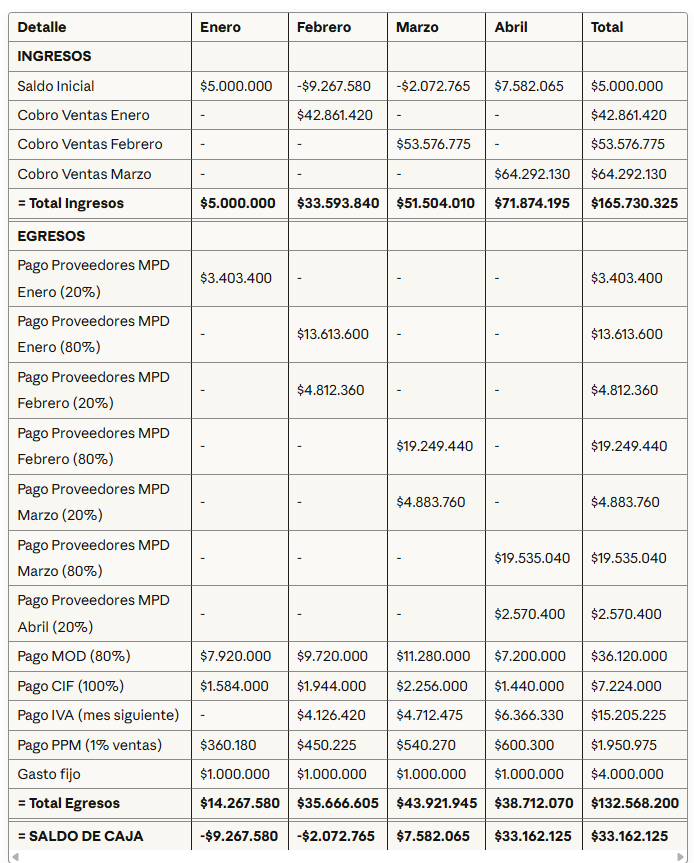 Detalle Enero Febrero Marzo Abril Total
INGRESOS
Saldo Inicial $5.000.000 -$9.267.580 -$2.072.765 $7.582.065 $5.000.000
Cobro Ventas Enero - $42.861.420 - - $42.861.420
Cobro Ventas Febrero - - $53.576.775 - $53.576.775
Cobro Ventas Marzo - - - $64.292.130 $64.292.130
= Total Ingresos $5.000.000 $33.593.840 $51.504.010 $71.874.195 $165.730.325
EGRESOS
Pago Proveedores MPD
Enero (20%) $3.403.400 - - - $3.403.400
Pago Proveedores MPD
Enero (80%) - $13.613.600 - - $13.613.600
Pago Proveedores MPD
Febrero (20%) - $4.812.360 - - $4.812.360
Pago Proveedores MPD
Febrero (80%) - - $19.249.440 - $19.249.440
Pago Proveedores MPD
Marzo (20%) - - $4.883.760 - $4.883.760
Pago Proveedores MPD
Marzo (80%) - - - $19.535.040 $19.535.040
Pago Proveedores MPD
Abril (20%) - - - $2.570.400 $2.570.400
Pago MOD (80%) $7.920.000 $9.720.000 $11.280.000 $7.200.000 $36.120.000
Pago CIF (100%) $1.584.000 $1.944.000 $2.256.000 $1.440.000 $7.224.000
Pago IVA (mes siguiente) - $4.126.420 $4.712.475 $6.366.330 $15.205.225
Pago PPM (1% ventas) $360.180 $450.225 $540.270 $600.300 $1.950.975
Gasto fijo $1.000.000 $1.000.000 $1.000.000 $1.000.000 $4.000.000
= Total Egresos $14.267.580 $35.666.605 $43.921.945 $38.712.070 $132.568.200
= SALDO DE CAJA -$9.267.580 -$2.072.765 $7.582.065 $33.162.125 $33.162.125